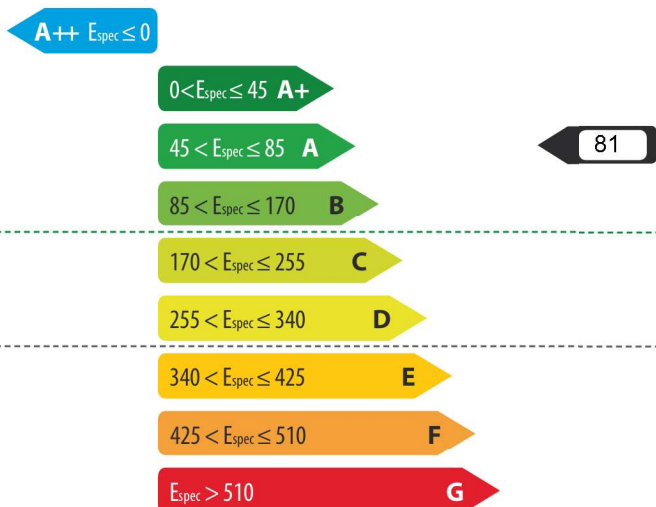 A++ Espec ≤ 0
0<Espec ≤ 45 A+
45 < Espec ≤ 85 A
81
85 < Espec ≤ 170 B
170 < Espec ≤ 255 C
255 < Espec ≤ 340 D
340 < Espec ≤ 425 E
425 < Espec ≤ 510 F
Espec > 510 G